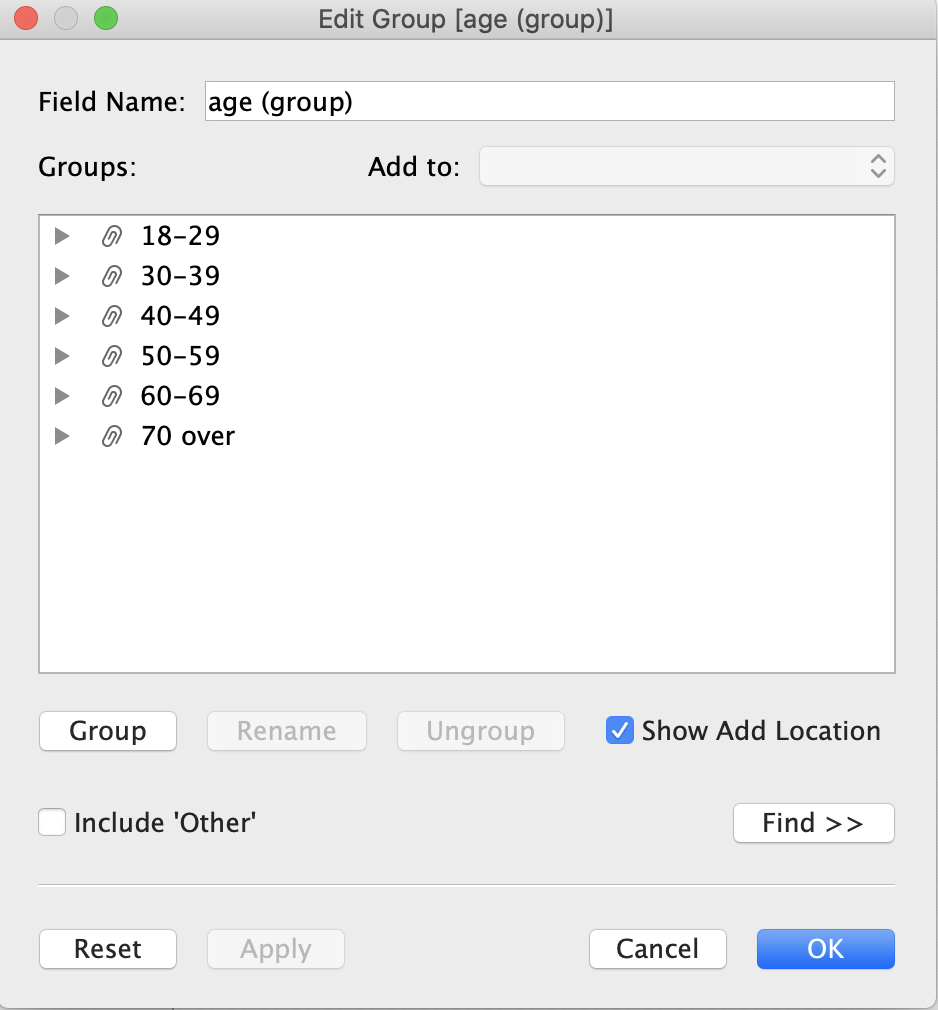 Edit Group [age (group)]
Field Name: age (group)
Groups: Add to:
18-29
30-39
40-49
50-59
60-69
70 over
Group Rename Ungroup Show Add Location
Include 'Other' Find >>
Reset Apply Cancel OK